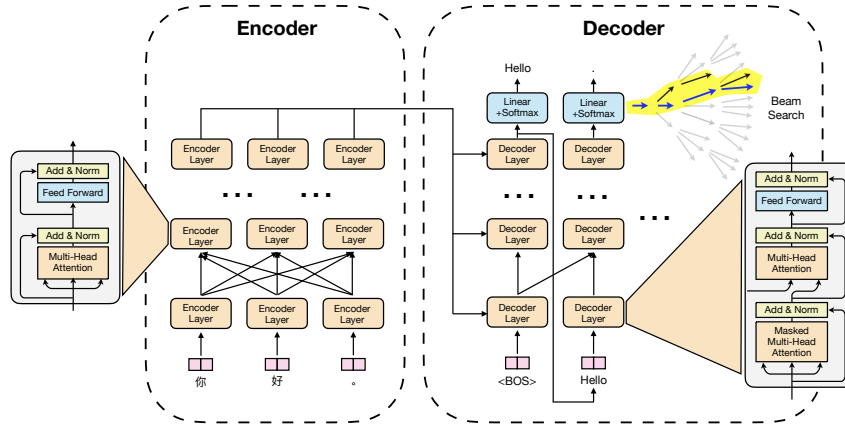 Encoder
Decoder
Hello
.
Linear
+Softmax
Linear
+Softmax
Beam
Search
Encoder
Layer
Encoder
Layer
Encoder
Layer
Decoder
Layer
Decoder
Layer
Add & Norm
Feed Forward
Add & Norm
Multi-Head
Attention
...
...
...
...
Encoder
Layer
Encoder
Layer
Encoder
Layer
Decoder
Layer
Decoder
Layer
Encoder
Layer
Encoder
Layer
Encoder
Layer
Decoder
Layer
Decoder
Layer
Add & Norm
Feed Forward
Add & Norm
Multi-Head
Attention
Add & Norm
Masked
Multi-Head
Attention
你
好
。
<BOS>
Hello